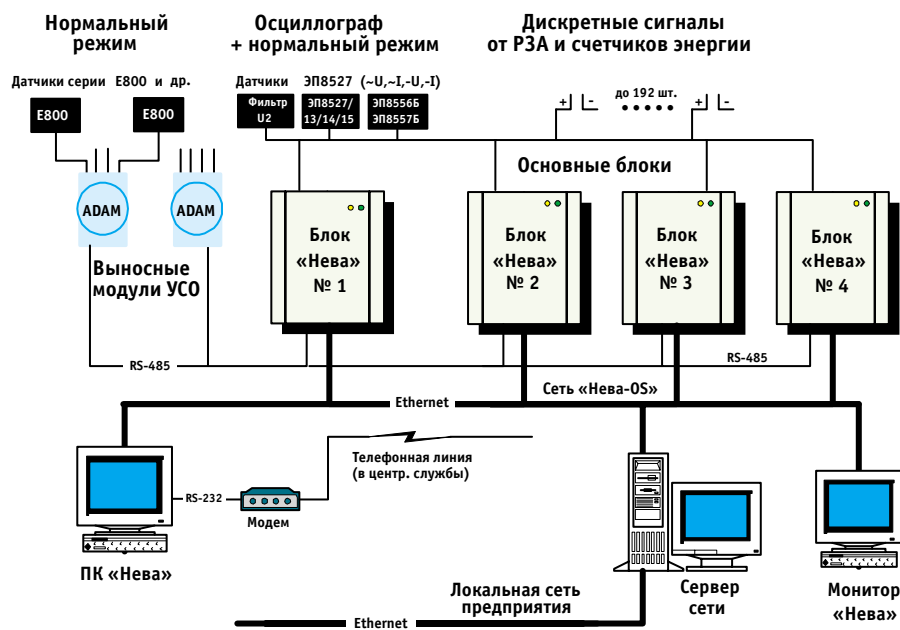 Нормальный
режим
Осциллограф
+ нормальный режим
Дискретные сигналы
от РЗА и счетчиков энергии
Датчики серии Е800 и др.
Датчики ЭП8527 (~U,~I,-U,-I)
до 192 шт.
E800
E800
Фильтр
U2
ЭП8527/
13/14/15
ЭП8556Б
ЭП8557Б
+ -
+ -
Основные блоки
ADAM
ADAM
Выносные
модули УСО
Блок
«Нева»
№ 1
Блок
«Нева»
№ 2
Блок
«Нева»
№ 3
Блок
«Нева»
№ 4
RS-485
RS-485
Сеть «Нева-OS»
Ethernet
Телефонная линия
(в центр. службы)
RS-232
Модем
ПК «Нева»
Сервер
сети
Монитор
«Нева»
Локальная сеть
предприятия
Ethernet